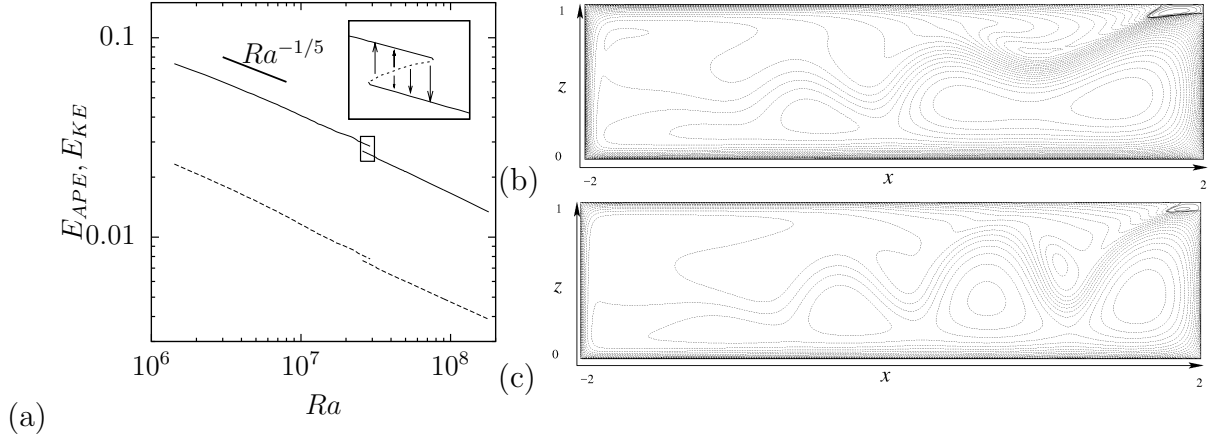 E_{APE}, E_{KE}
0.1
0.01
Ra^{-1/5}
10^6
10^7
10^8
Ra
(a)
1
z
0
-2
x
2
(b)
1
z
0
-2
x
2
(c)